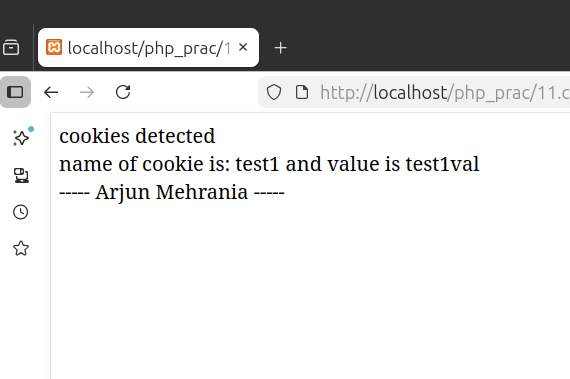 localhost/php_prac/1
http://localhost/php_prac/11.c
cookies detected
name of cookie is: test1 and value is test1val
----- Arjun Mehrania -----